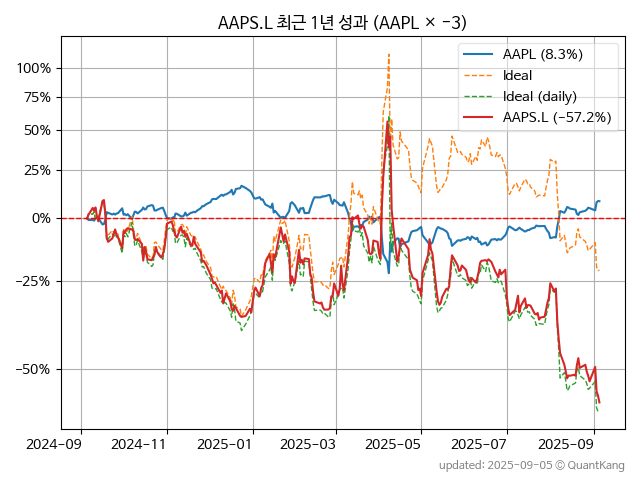 AAPS.L 최근 1년 성과 (AAPL × −3)
AAPL (8.3%)
Ideal
Ideal (daily)
AAPS.L (−57.2%)
100%
75%
50%
25%
0%
−25%
−50%
2024-09 2024-11 2025-01 2025-03 2025-05 2025-07 2025-09
updated: 2025-09-05 © QuantKang